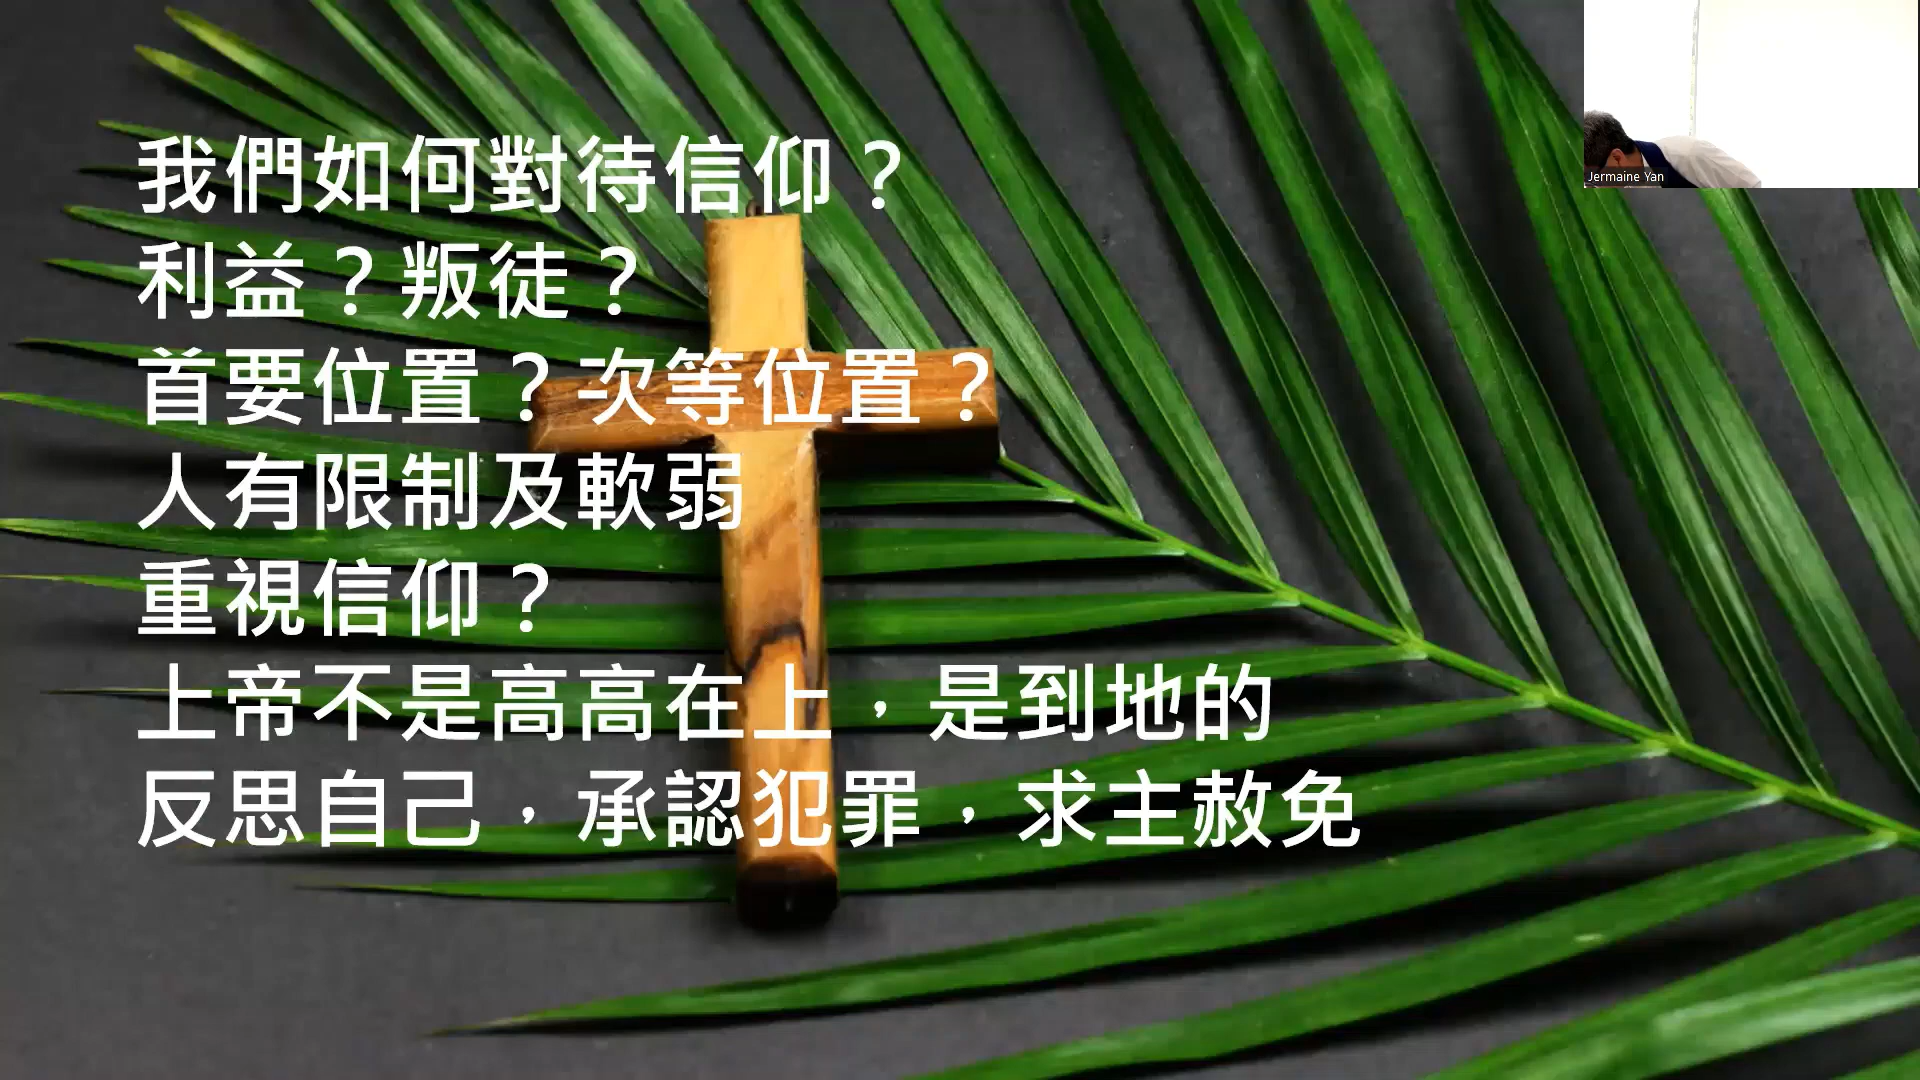 我們如何對待信仰？
利益？叛徒？
首要位置？次等位置？
人有限制及軟弱
重視信仰？
上帝不是高高在上，是到地的
反思自己，承認犯罪，求主赦免
Jermaine Yan